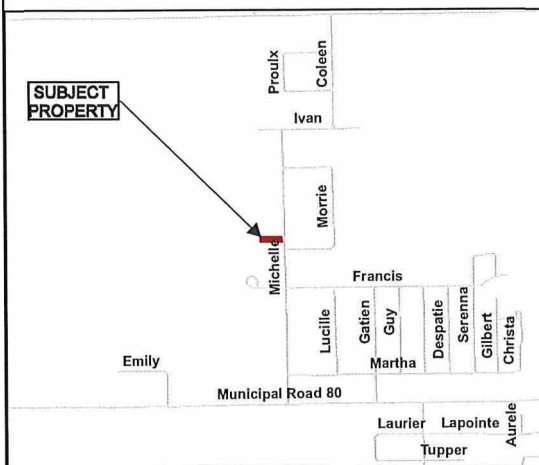 Proulx
Coleen
SUBJECT
PROPERTY
Ivan
Morrie
Michelle
Francis
Lucille
Gatien
Guy
Despatie
Serenna
Gilbert
Christa
Martha
Emily
Municipal Road 80
Laurier
Lapointe
Aurele
Tupper